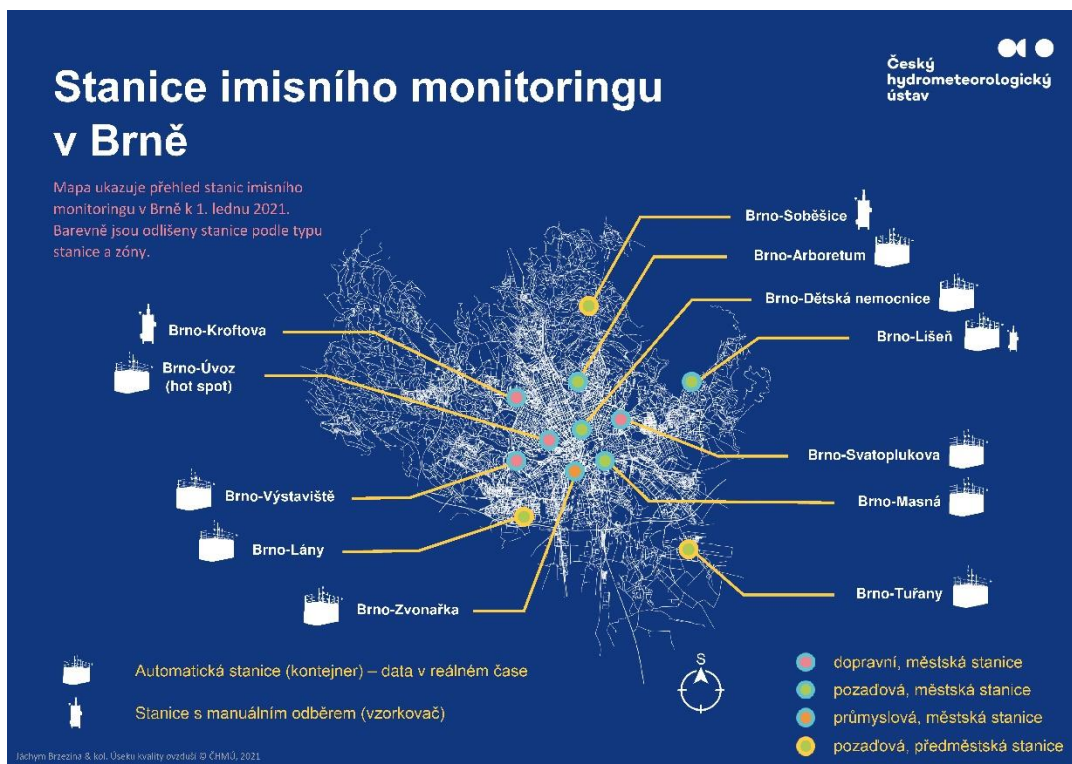 Stanice imisního monitoringu
v Brně
Český
hydrometeorologický
ústav
Mapa ukazuje přehled stanic imisního
monitoringu v Brně k 1. lednu 2021.
Barevně jsou odlišeny stanice podle typu
stanice a zóny.
Brno-Soběšice
Brno-Arboretum
Brno-Dětská nemocnice
Brno-Líšeň
Brno-Kroftova
Brno-Úvoz
(hot spot)
Brno-Svatoplukova
Brno-Výstaviště
Brno-Masná
Brno-Lány
Brno-Tuřany
Brno-Zvonařka
Automatická stanice (kontejner) – data v reálném čase
Stanice s manuálním odběrem (vzorkovač)
S
dopravní, městská stanice
pozaďová, městská stanice
průmyslová, městská stanice
pozaďová, předměstská stanice
Jáchym Brzezina & kol. Úseku kvality ovzduší © ČHMÚ, 2021